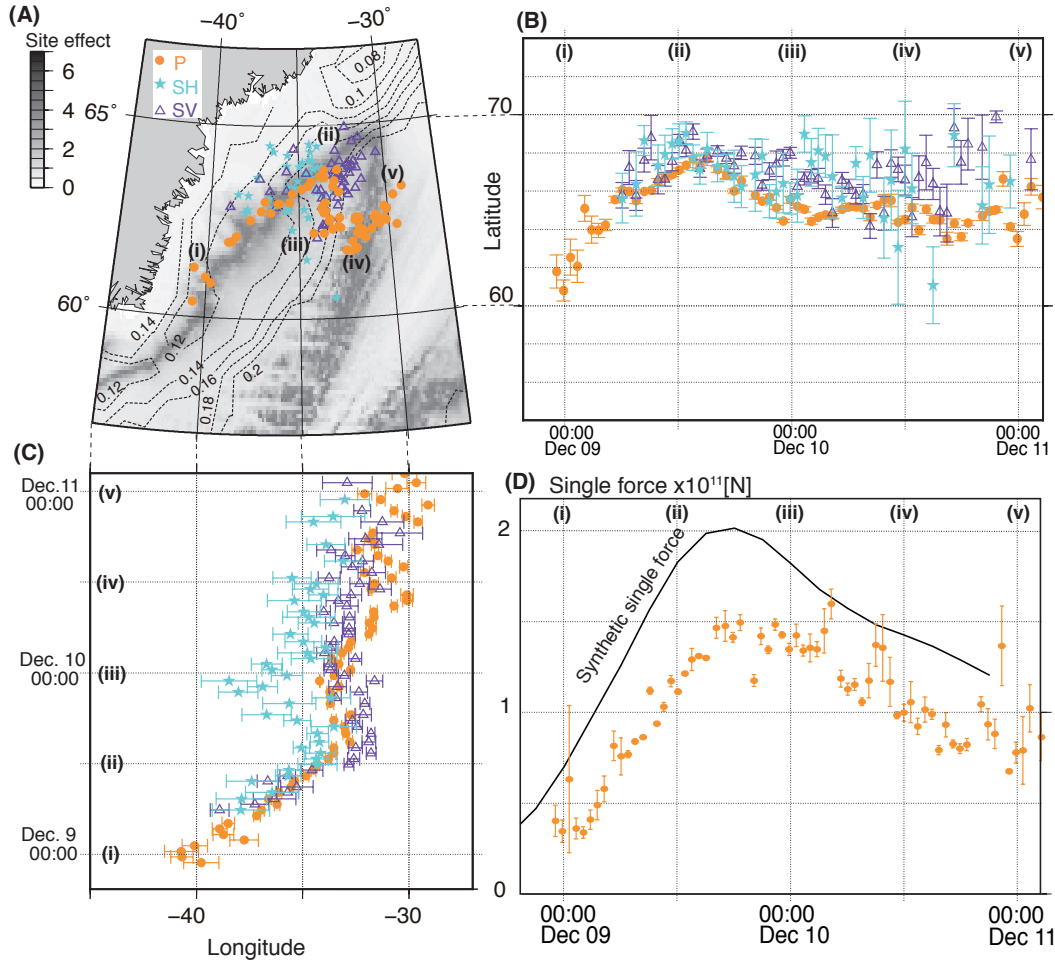 (A)
−40˚
−30˚
Site effect
6
4
2
0
P
SH
SV
65˚
60˚
0.08
0.1
(ii)
(v)
(i)
(iii)
(iv)
0.14
0.12
0.12
0.14
0.16
0.18
0.2
(B)
(i)
(ii)
(iii)
(iv)
(v)
Latitude
70
60
00:00
Dec 09
00:00
Dec 10
00:00
Dec 11
(C)
Dec.11
00:00
(v)
(iv)
Dec. 10
00:00
(iii)
(ii)
Dec. 9
00:00
(i)
−40
−30
Longitude
(D)
Single force x10¹¹[N]
(i)
(ii)
(iii)
(iv)
(v)
2
1
0
Synthetic single force
00:00
Dec 09
00:00
Dec 10
00:00
Dec 11